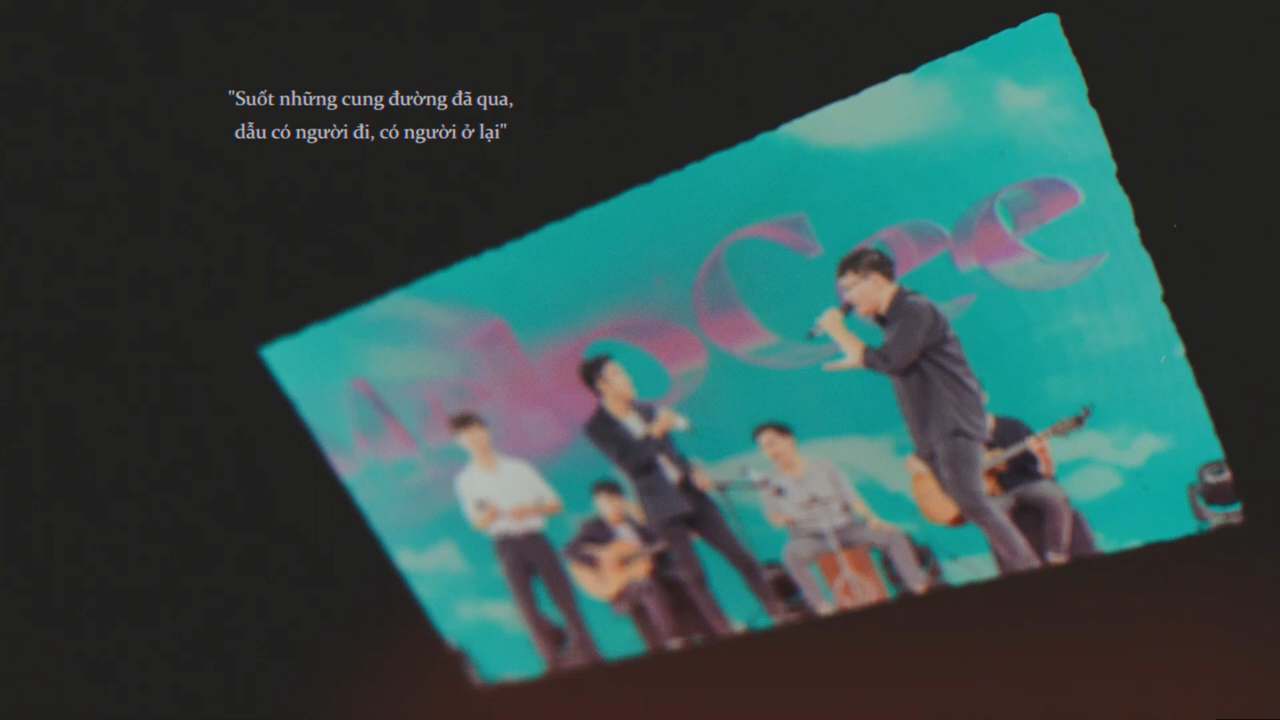 "Suốt những cung đường đã qua,
dẫu có người đi, có người ở lại"